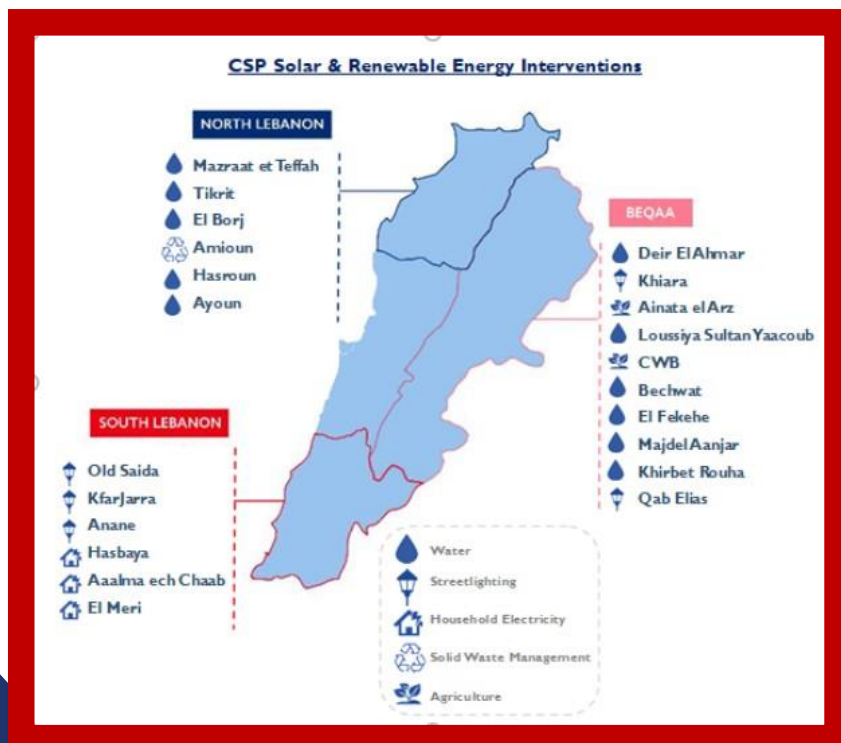 CSP Solar & Renewable Energy Interventions
NORTH LEBANON
Mazraat et Teffah
Tikrit
El Borj
Amioun
Hasroun
Ayoun
BEQAA
Deir El Ahmar
Khiara
Ainata el Arz
Loussiya Sultan Yaacoub
CWB
Bechwat
El Fekehe
Majdel Aanjar
Khirbet Rouha
Qab Elias
SOUTH LEBANON
Old Saida
KfarJarra
Anane
Hasbaya
Aaalma ech Chaab
El Meri
Water
Streetlighting
Household Electricity
Solid Waste Management
Agriculture